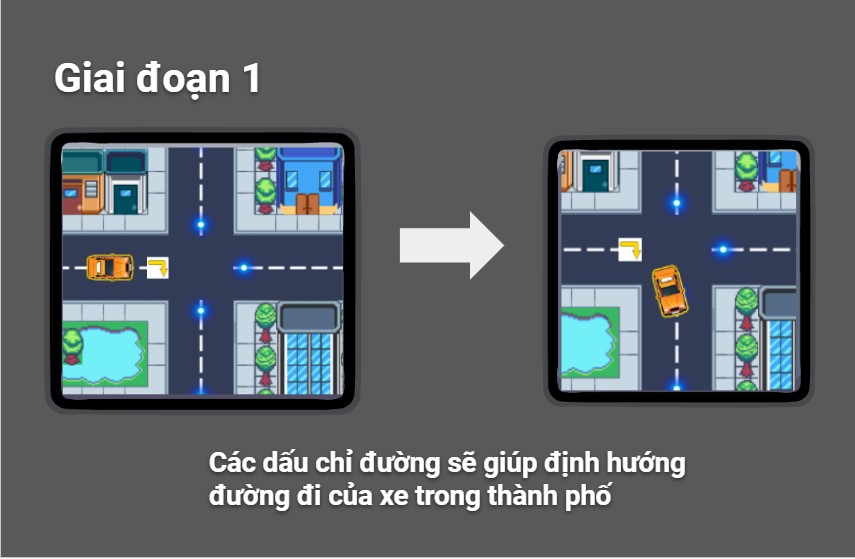 Giai đoạn 1
Các dấu chỉ đường sẽ giúp định hướng
đường đi của xe trong thành phố